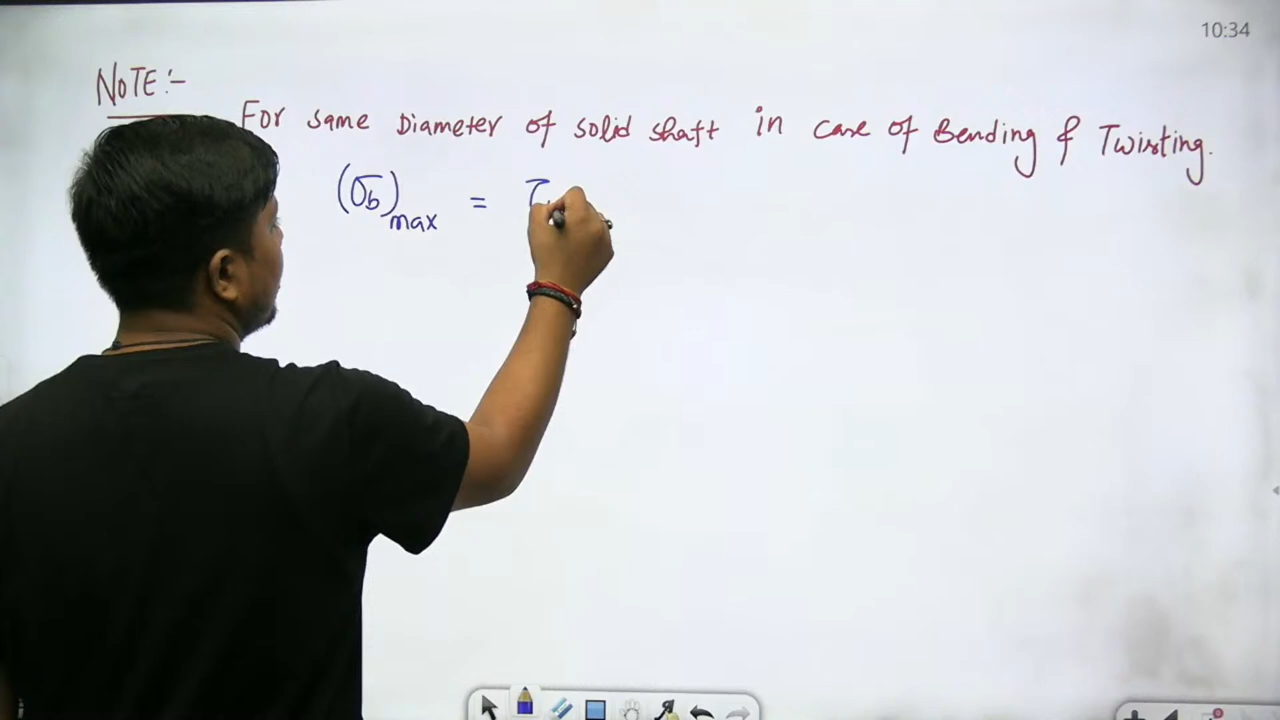 10:34
NOTE:-
For same Diameter of solid shaft in case of Bending & Twisting.
(σb)max = τ